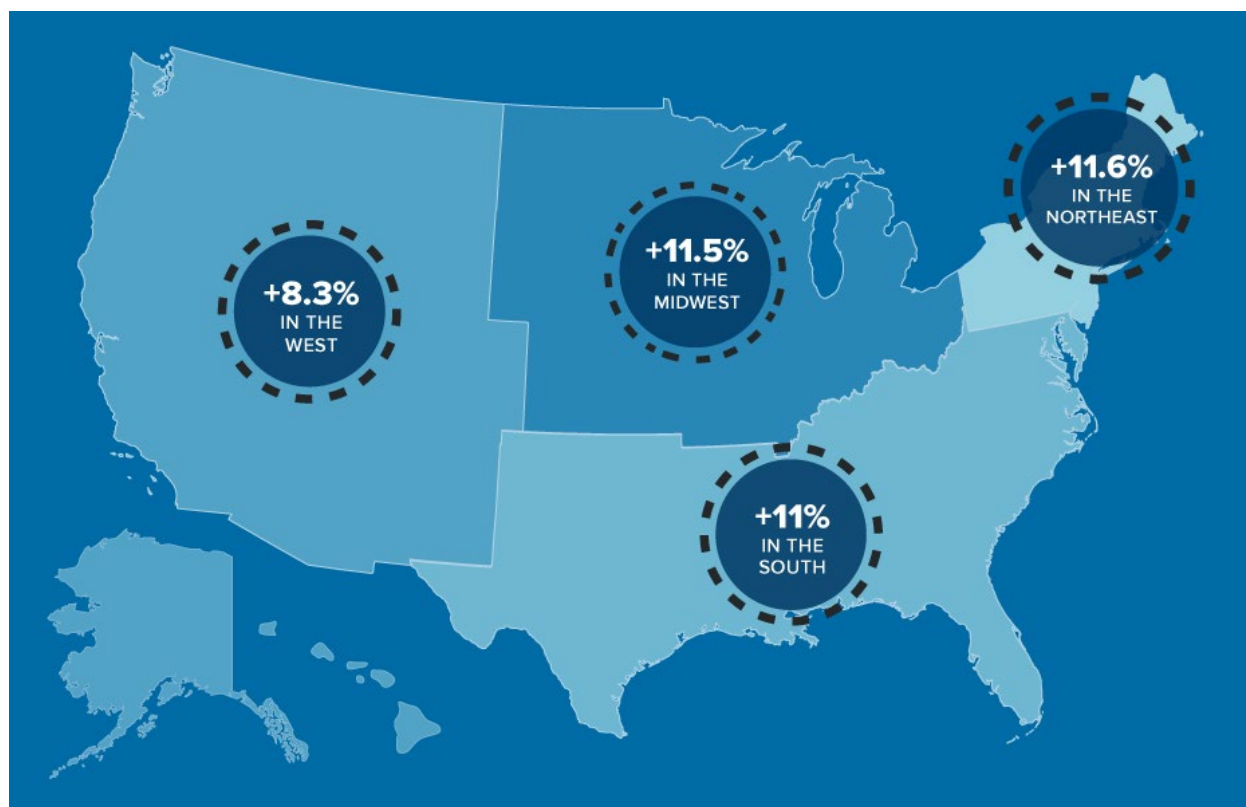 +11.6%
IN THE
NORTHEAST
+11.5%
IN THE
MIDWEST
+8.3%
IN THE
WEST
+11%
IN THE
SOUTH